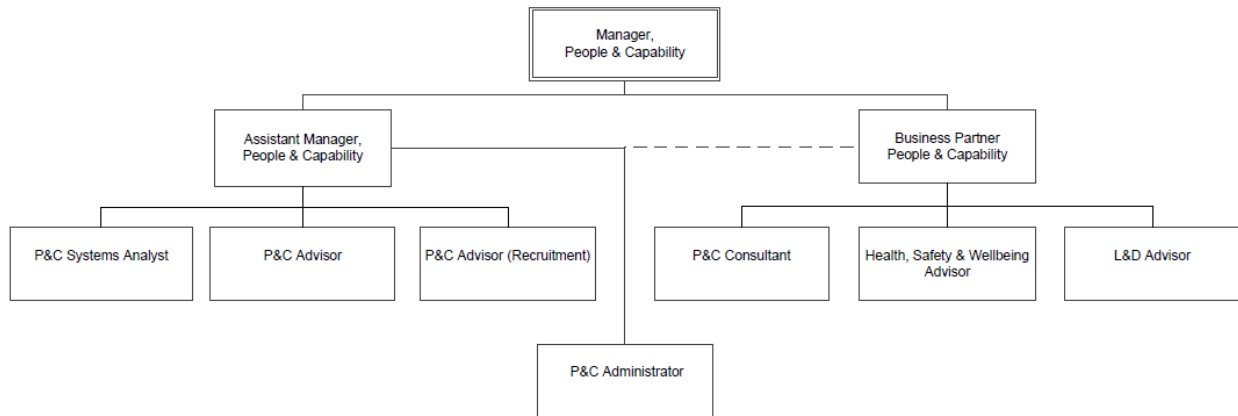 Manager,
People & Capability
Assistant Manager,
People & Capability
Business Partner
People & Capability
P&C Systems Analyst
P&C Advisor
P&C Advisor (Recruitment)
P&C Consultant
Health, Safety & Wellbeing
Advisor
L&D Advisor
P&C Administrator